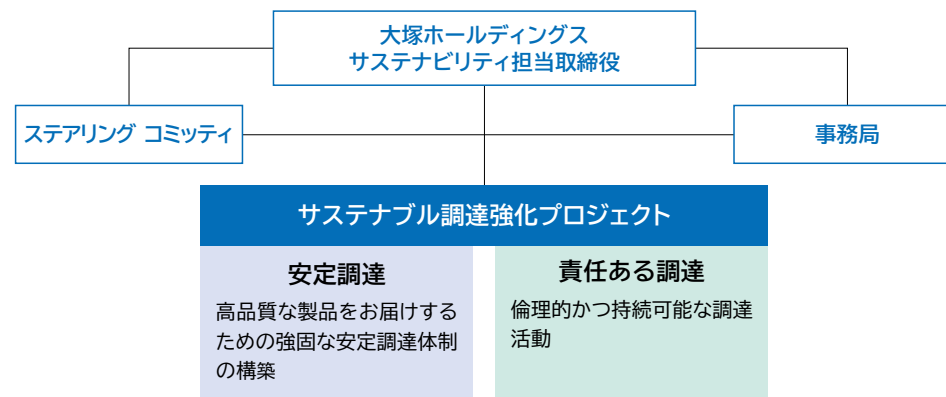 大塚ホールディングス
サステナビリティ担当取締役
ステアリング コミッティ
事務局
サステナブル調達強化プロジェクト
安定調達
高品質な製品をお届けする
ための強固な安定調達体制
の構築
責任ある調達
倫理的かつ持続可能な調達
活動